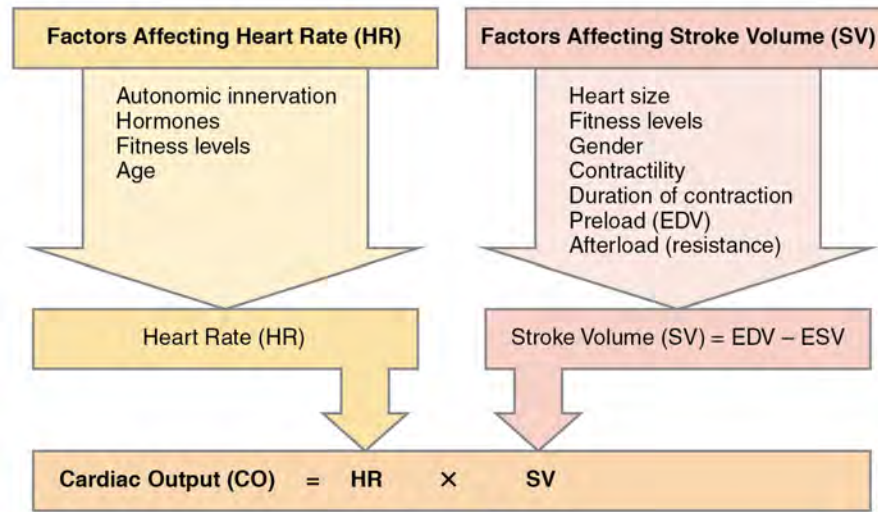 Factors Affecting Heart Rate (HR)
Autonomic innervation
Hormones
Fitness levels
Age
Heart Rate (HR)
Factors Affecting Stroke Volume (SV)
Heart size
Fitness levels
Gender
Contractility
Duration of contraction
Preload (EDV)
Afterload (resistance)
Stroke Volume (SV) = EDV – ESV
Cardiac Output (CO) = HR × SV